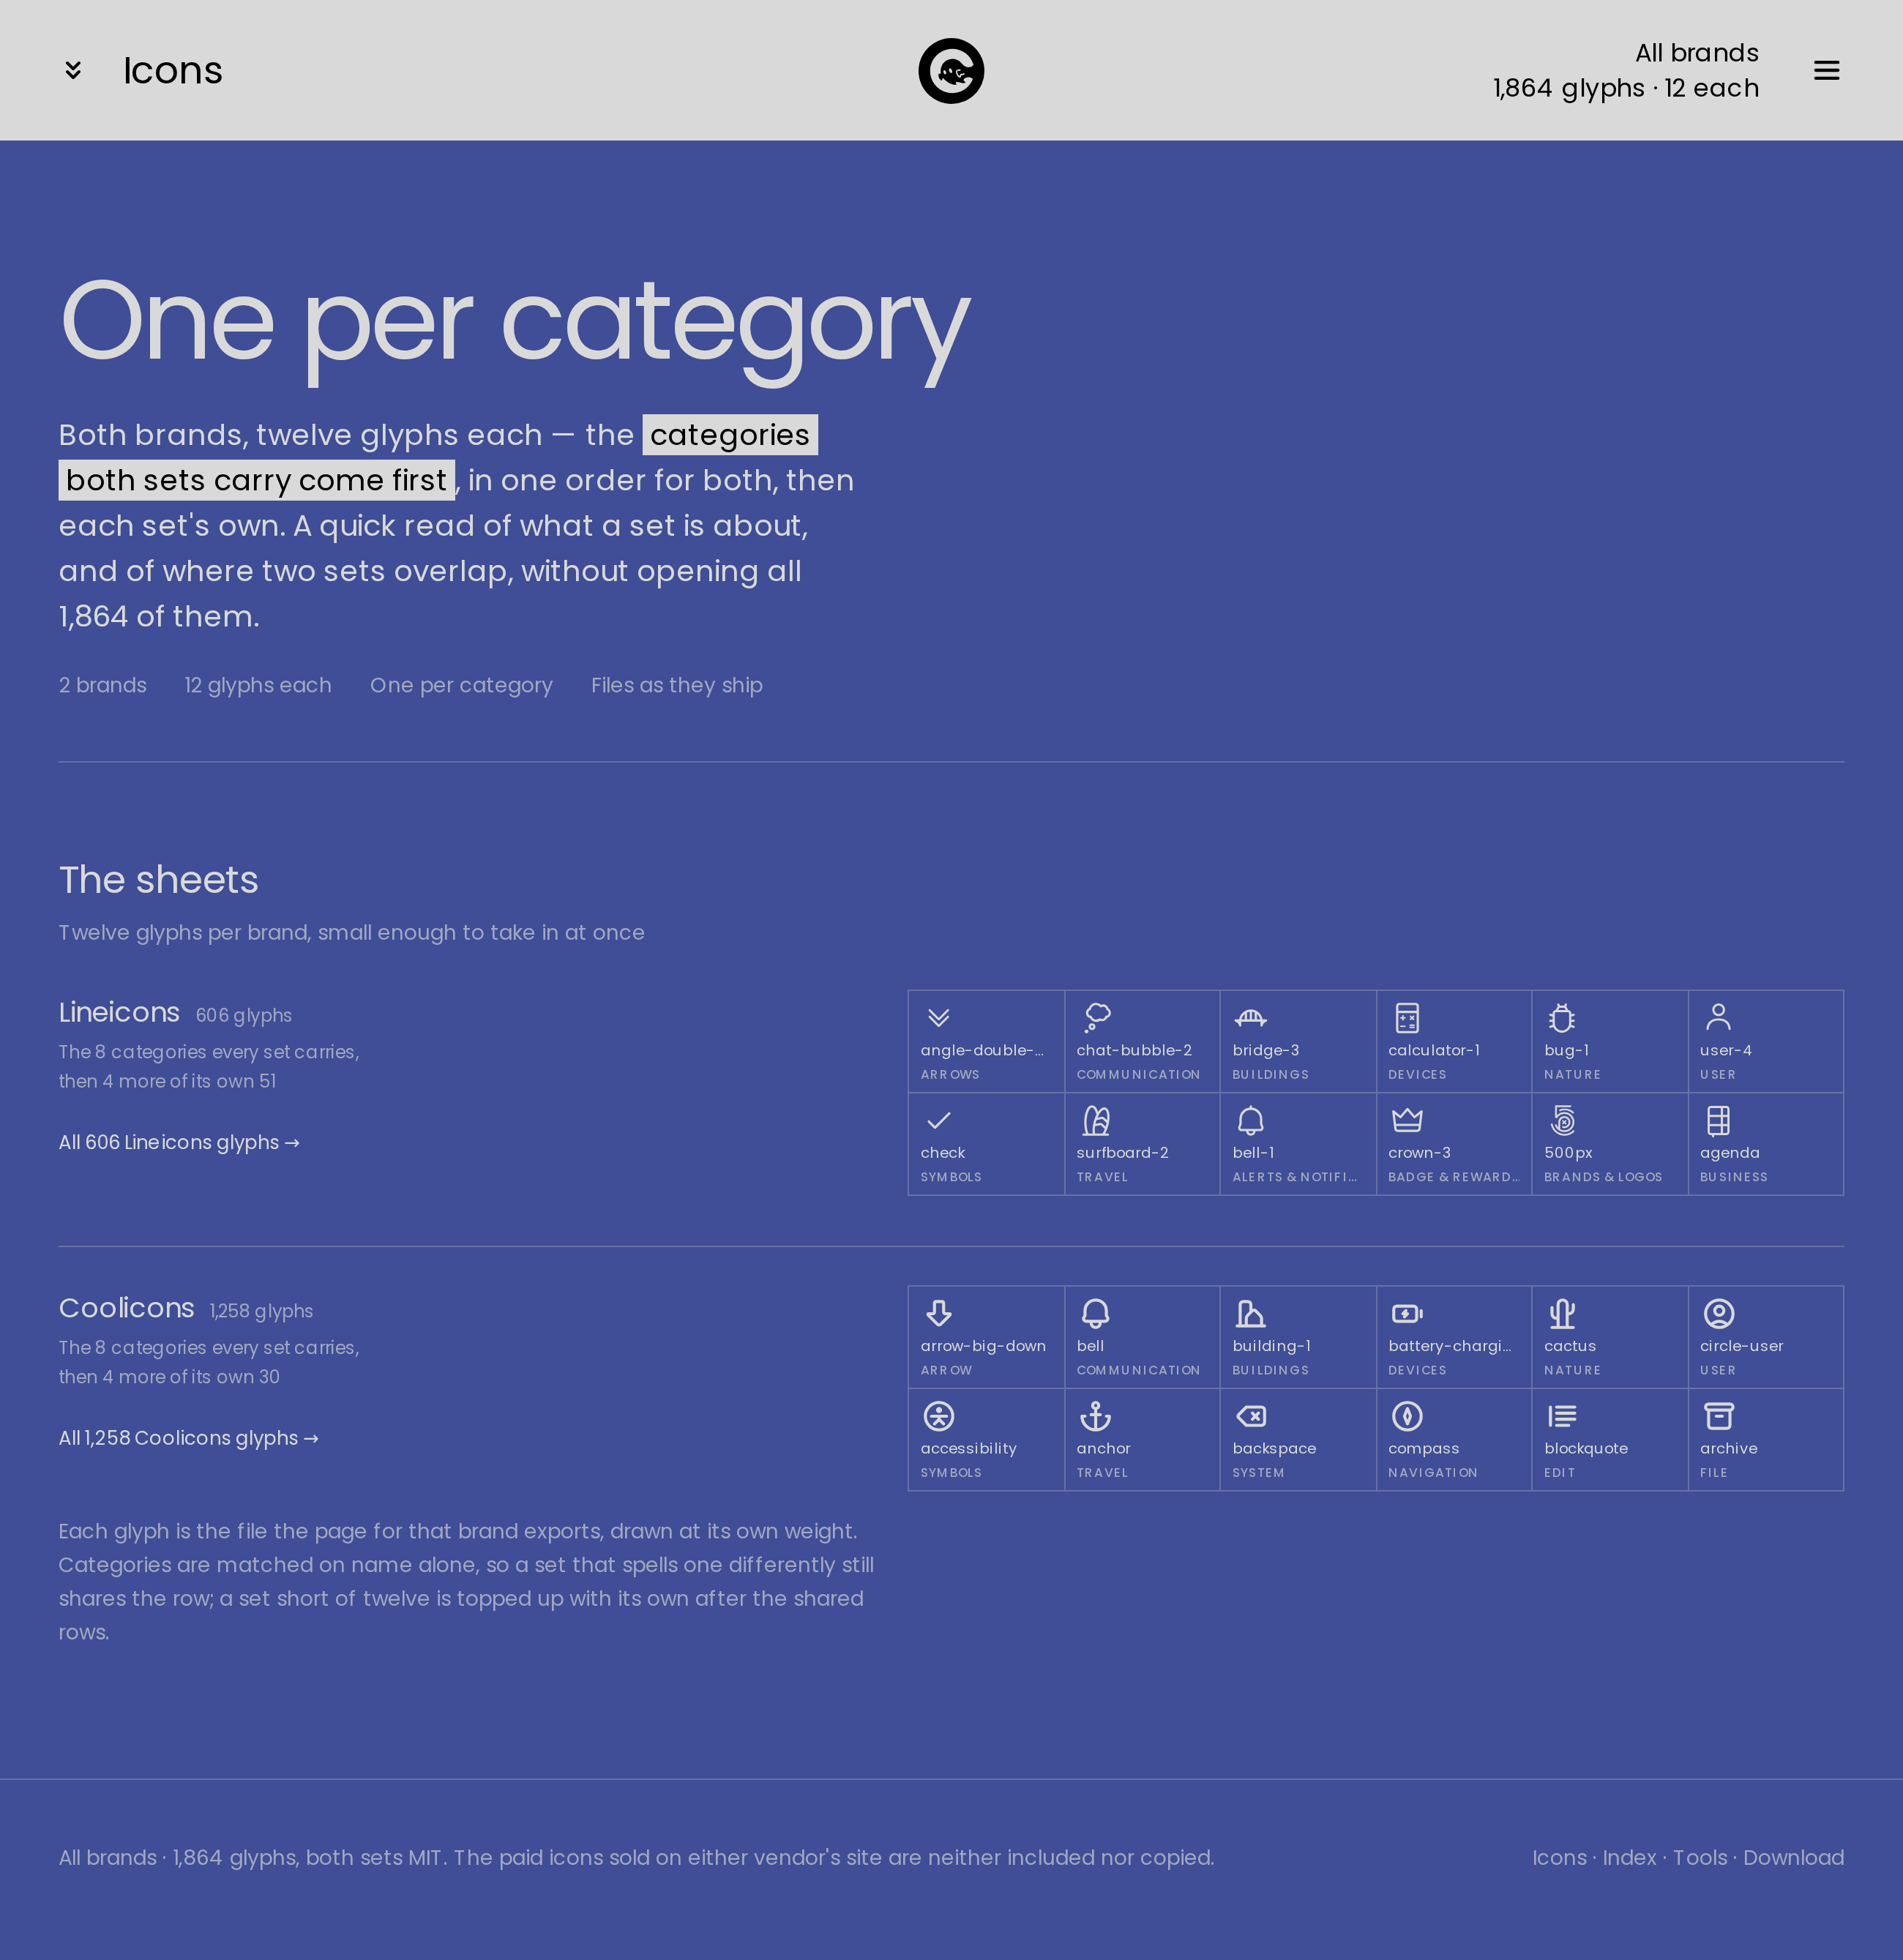 Icons
All brands
1,864 glyphs · 12 each
One per category
Both brands, twelve glyphs each — the categories
both sets carry come first, in one order for both, then
each set's own. A quick read of what a set is about,
and of where two sets overlap, without opening all
1,864 of them.
2 brands 12 glyphs each One per category Files as they ship
The sheets
Twelve glyphs per brand, small enough to take in at once
Lineicons 606 glyphs
The 8 categories every set carries,
then 4 more of its own 51
All 606 Lineicons glyphs →
angle-double-… chat-bubble-2 bridge-3 calculator-1 bug-1 user-4
ARROWS COMMUNICATION BUILDINGS DEVICES NATURE USER
check surfboard-2 bell-1 crown-3 500px agenda
SYMBOLS TRAVEL ALERTS & NOTIFI… BADGE & REWARD… BRANDS & LOGOS BUSINESS
Coolicons 1,258 glyphs
The 8 categories every set carries,
then 4 more of its own 30
All 1,258 Coolicons glyphs →
arrow-big-down bell building-1 battery-chargi… cactus circle-user
ARROW COMMUNICATION BUILDINGS DEVICES NATURE USER
accessibility anchor backspace compass blockquote archive
SYMBOLS TRAVEL SYSTEM NAVIGATION EDIT FILE
Each glyph is the file the page for that brand exports, drawn at its own weight.
Categories are matched on name alone, so a set that spells one differently still
shares the row; a set short of twelve is topped up with its own after the shared
rows.
All brands · 1,864 glyphs, both sets MIT. The paid icons sold on either vendor's site are neither included nor copied.
Icons · Index · Tools · Download